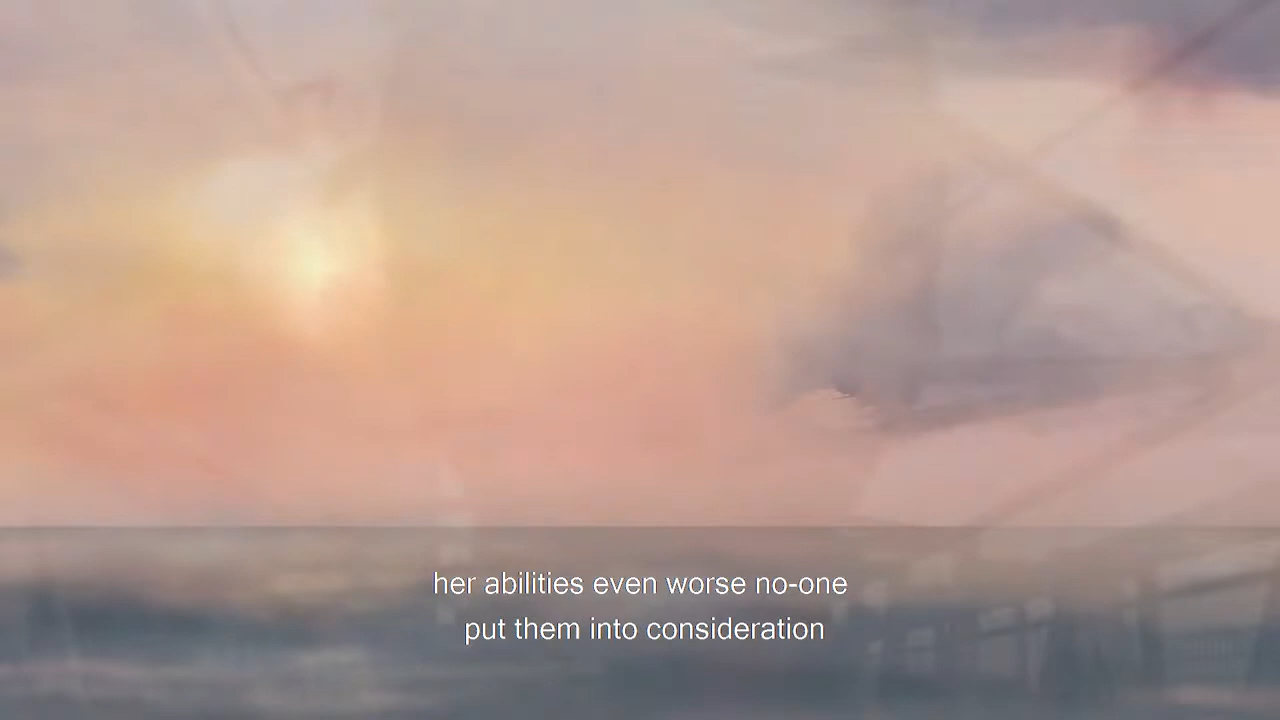 her abilities even worse no-one
put them into consideration